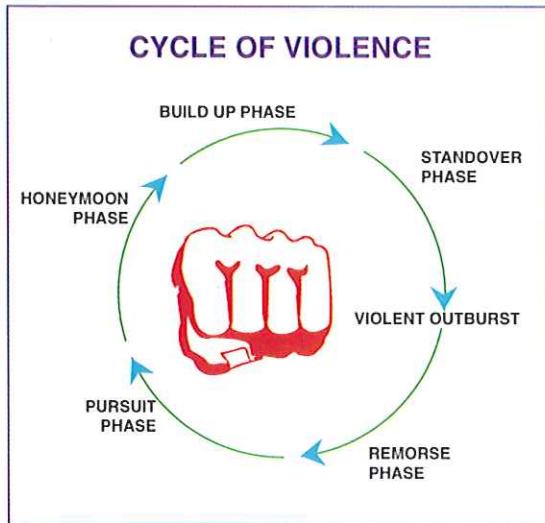 CYCLE OF VIOLENCE
BUILD UP PHASE
STANDOVER
PHASE
VIOLENT OUTBURST
REMORSE
PHASE
PURSUIT
PHASE
HONEYMOON
PHASE